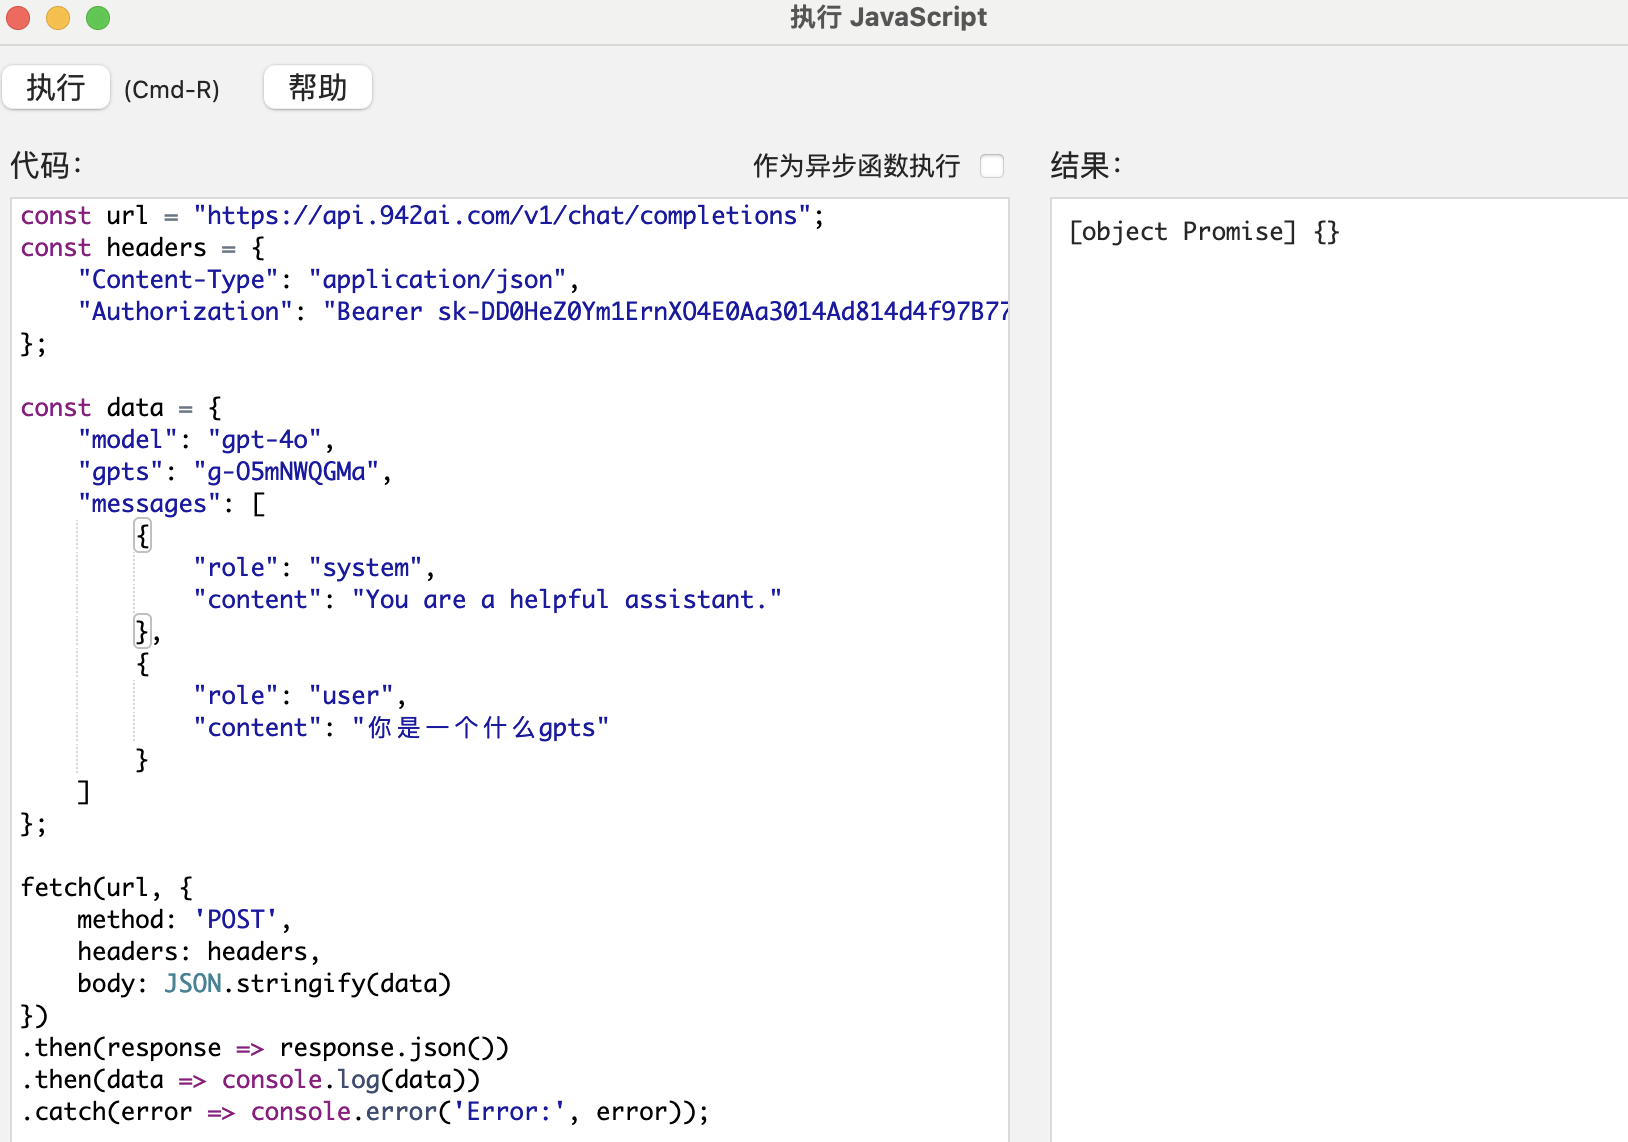 执行 JavaScript
执行 (Cmd-R) 帮助
代码: 作为异步函数执行 结果:
const url = "https://api.942ai.com/v1/chat/completions";
const headers = {
    "Content-Type": "application/json",
    "Authorization": "Bearer sk-DD0HeZ0Ym1ErnXO4E0Aa3014Ad814d4f97B77
};
const data = {
    "model": "gpt-4o",
    "gpts": "g-O5mNWQGMa",
    "messages": [
        {
            "role": "system",
            "content": "You are a helpful assistant."
        },
        {
            "role": "user",
            "content": "你是一个什么gpts"
        }
    ]
};
fetch(url, {
    method: 'POST',
    headers: headers,
    body: JSON.stringify(data)
})
.then(response => response.json())
.then(data => console.log(data))
.catch(error => console.error('Error:', error));
[object Promise] {}